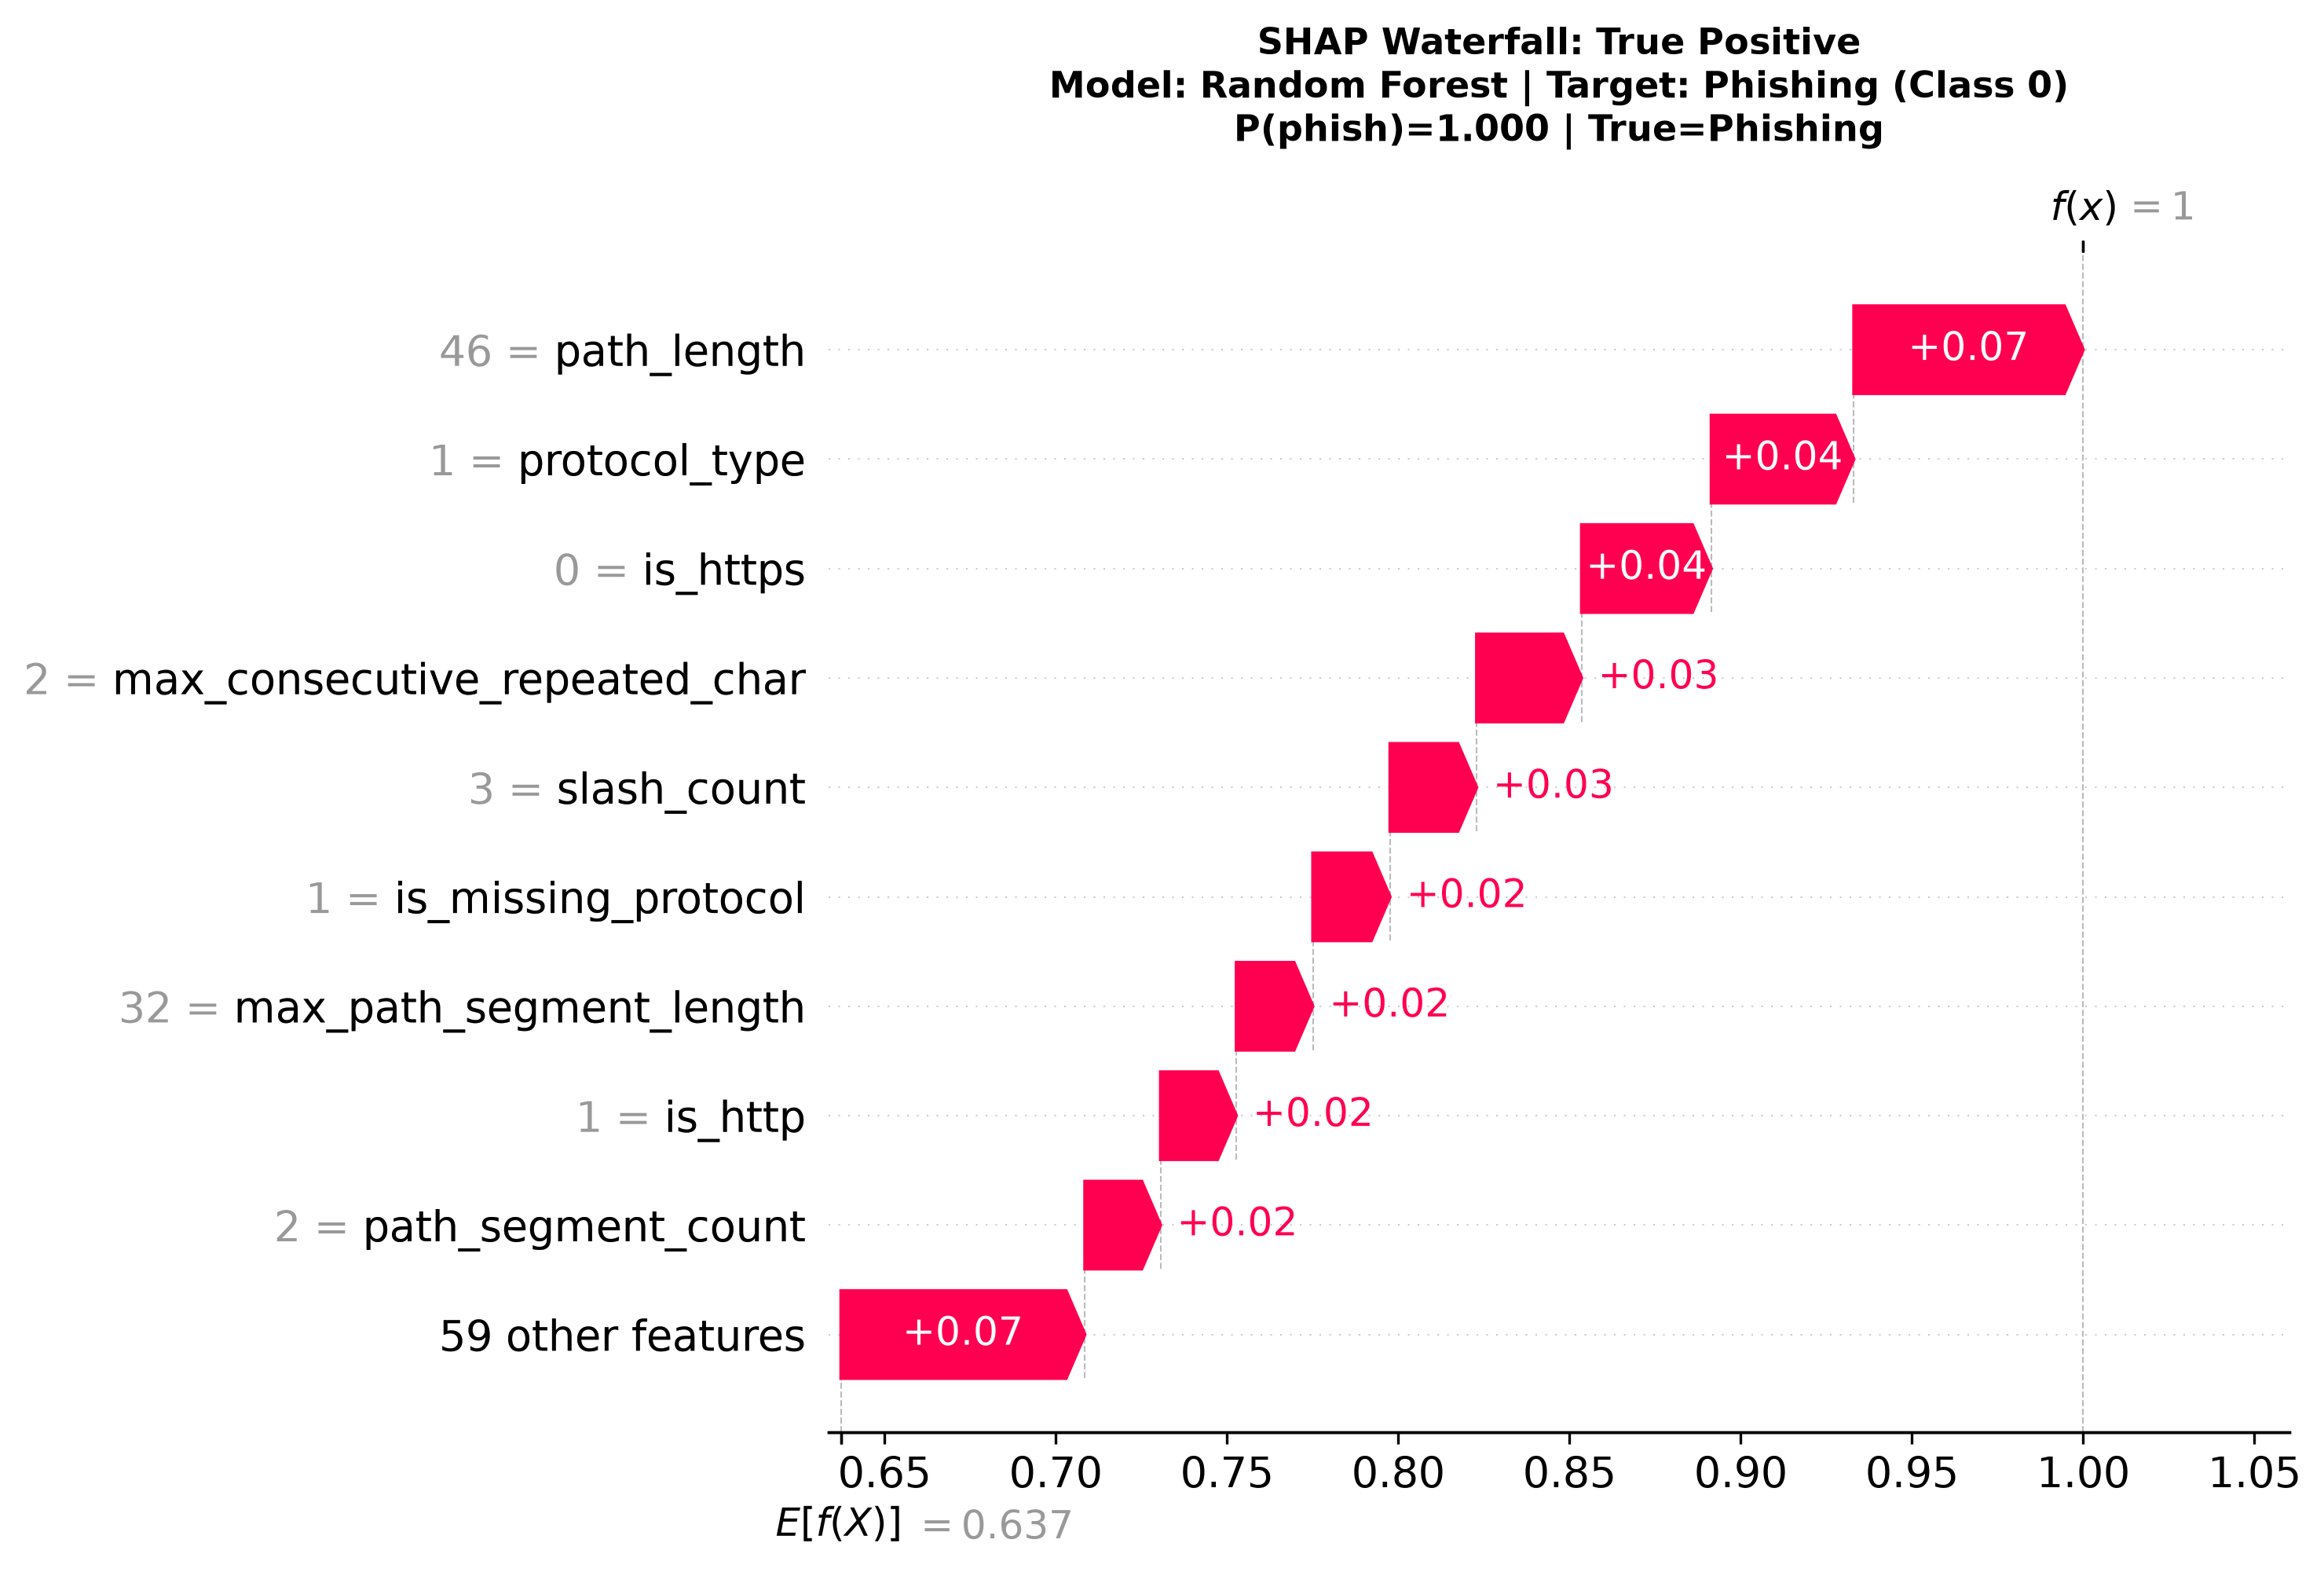 SHAP Waterfall: True Positive
Model: Random Forest | Target: Phishing (Class 0)
P(phish)=1.000 | True=Phishing
f(x) = 1
46 = path_length +0.07
1 = protocol_type +0.04
0 = is_https +0.04
2 = max_consecutive_repeated_char +0.03
3 = slash_count +0.03
1 = is_missing_protocol +0.02
32 = max_path_segment_length +0.02
1 = is_http +0.02
2 = path_segment_count +0.02
59 other features +0.07
0.65 0.70 0.75 0.80 0.85 0.90 0.95 1.00 1.05
E[f(X)] = 0.637